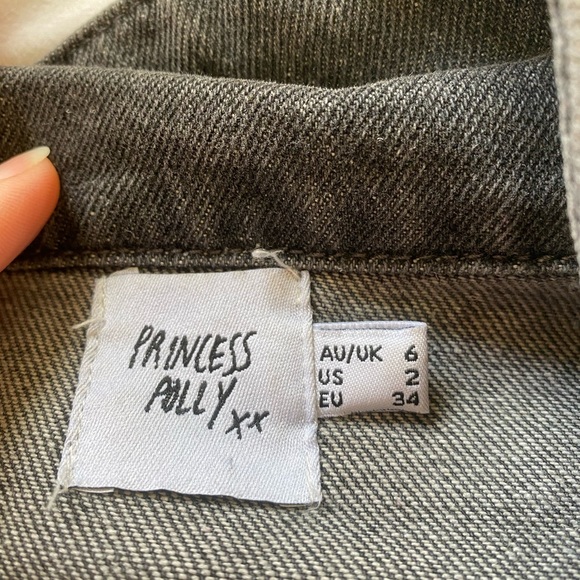 PRINCESS
POLLY xx
AU/UK 6
US 2
EU 34